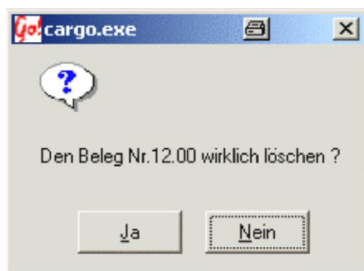 Go! cargo.exe
Den Beleg Nr.12.00 wirklich löschen ?
Ja Nein